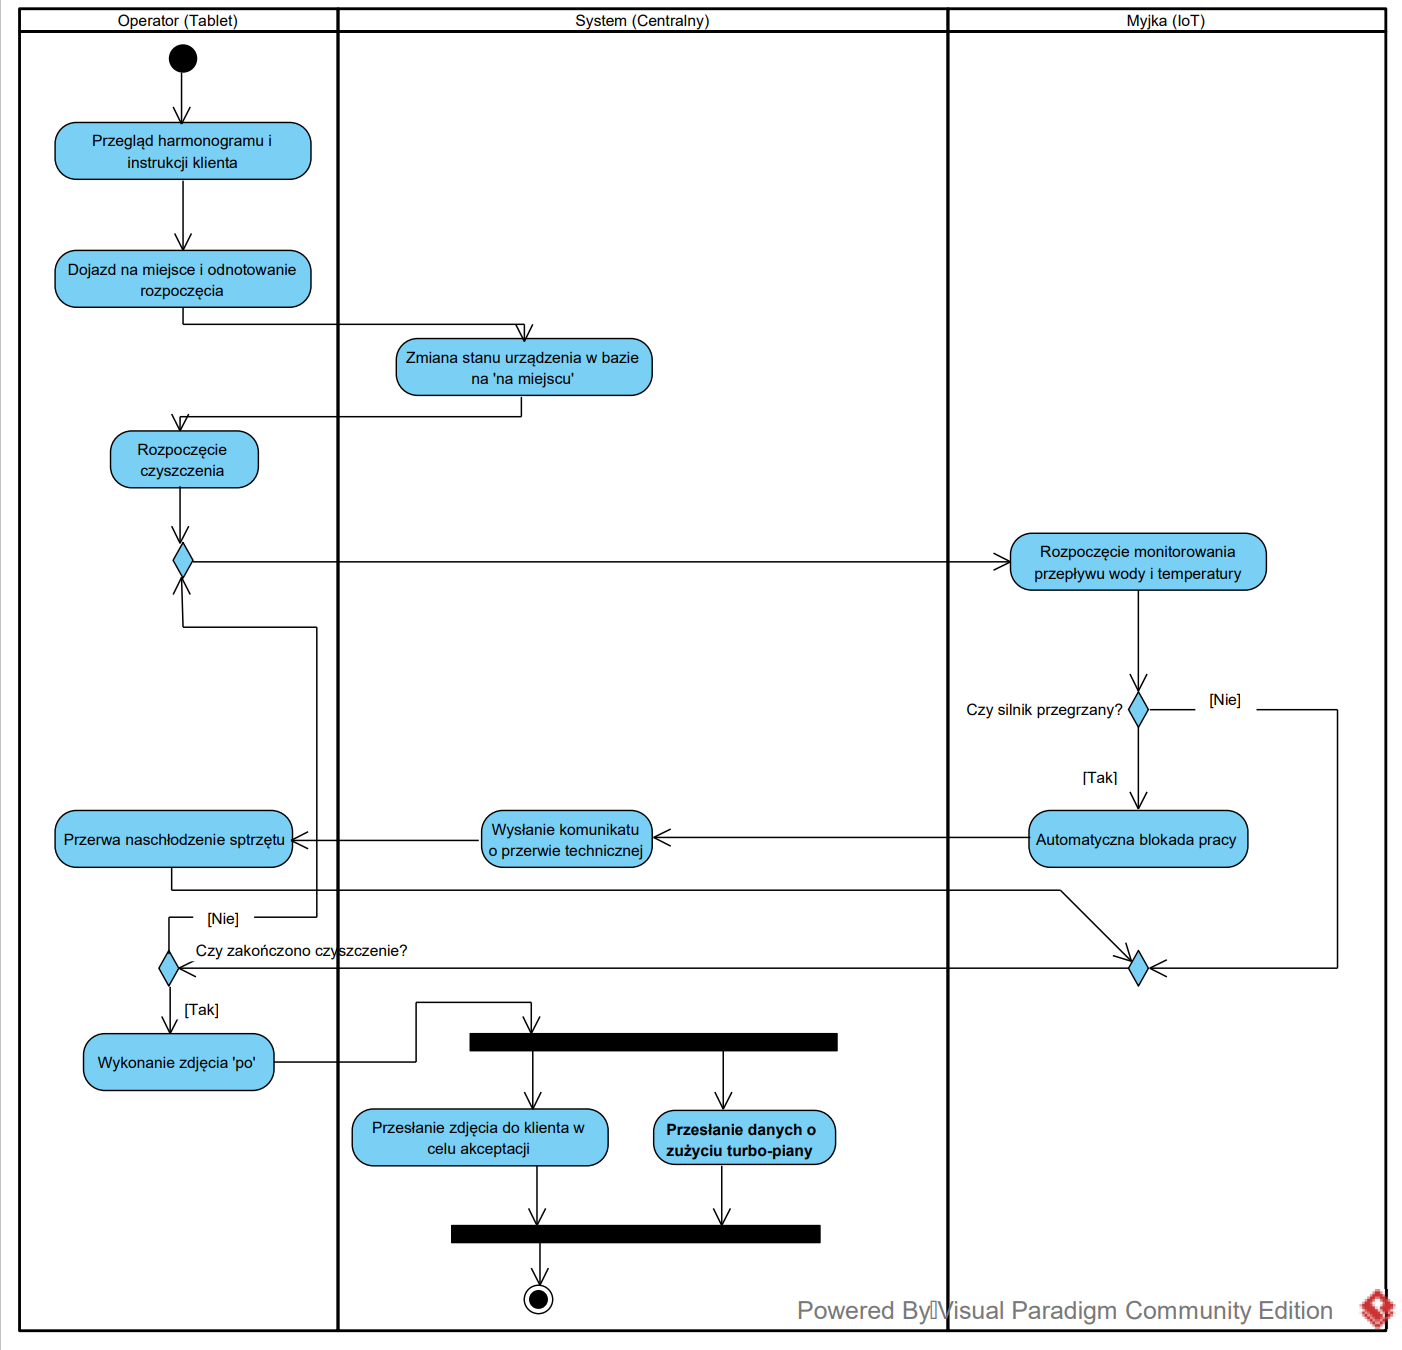 Operator (Tablet)
System (Centralny)
Myjka (IoT)
Przegląd harmonogramu i
instrukcji klienta
Dojazd na miejsce i odnotowanie
rozpoczęcia
Zmiana stanu urządzenia w bazie
na 'na miejscu'
Rozpoczęcie
czyszczenia
Rozpoczęcie monitorowania
przepływu wody i temperatury
Czy silnik przegrzany?
[Nie]
[Tak]
Automatyczna blokada pracy
Wysłanie komunikatu
o przerwie technicznej
Przerwa naschłodzenie sptrzętu
[Nie]
Czy zakończono czyszczenie?
[Tak]
Wykonanie zdjęcia 'po'
Przesłanie zdjęcia do klienta w
celu akceptacji
Przesłanie danych o
zużyciu turbo-piany
Powered By Visual Paradigm Community Edition